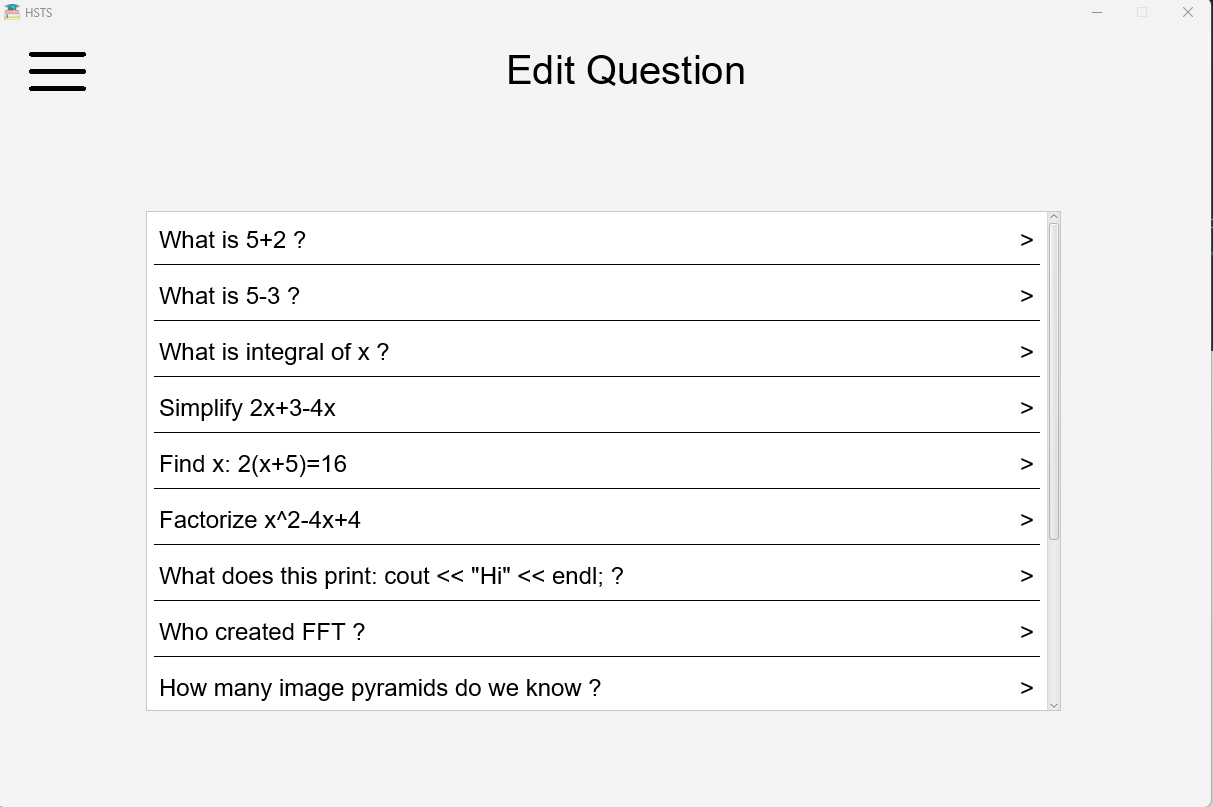 HSTS
Edit Question
What is 5+2 ? >
What is 5-3 ? >
What is integral of x ? >
Simplify 2x+3-4x >
Find x: 2(x+5)=16 >
Factorize x^2-4x+4 >
What does this print: cout << "Hi" << endl; ? >
Who created FFT ? >
How many image pyramids do we know ? >